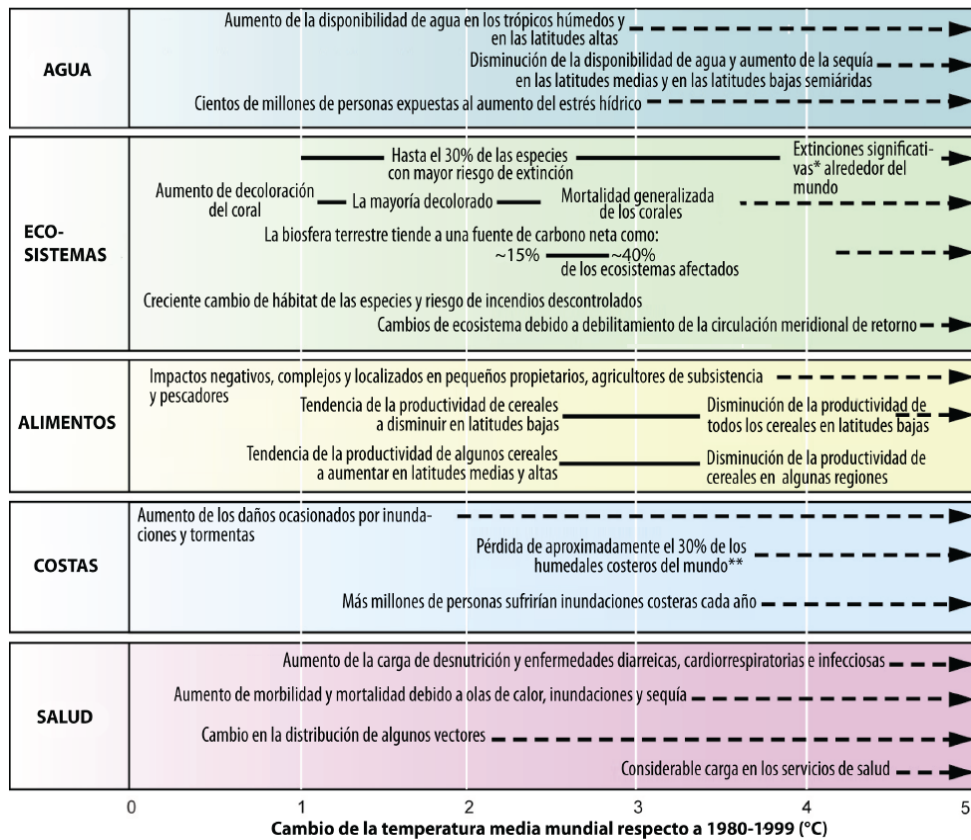 AGUA
Aumento de la disponibilidad de agua en los trópicos húmedos y
en las latitudes altas
Disminución de la disponibilidad de agua y aumento de la sequía
en las latitudes medias y en las latitudes bajas semiáridas
Cientos de millones de personas expuestas al aumento del estrés hídrico
ECO-
SISTEMAS
Hasta el 30% de las especies
con mayor riesgo de extinción
Extinciones significati-
vas* alrededor del
mundo
Aumento de decoloración
del coral
La mayoría decolorado
Mortalidad generalizada
de los corales
La biosfera terrestre tiende a una fuente de carbono neta como:
~15% ~40%
de los ecosistemas afectados
Creciente cambio de hábitat de las especies y riesgo de incendios descontrolados
Cambios de ecosistema debido a debilitamiento de la circulación meridional de retorno
ALIMENTOS
Impactos negativos, complejos y localizados en pequeños propietarios, agricultores de subsistencia
y pescadores
Tendencia de la productividad de cereales
a disminuir en latitudes bajas
Disminución de la productividad de
todos los cereales en latitudes bajas
Tendencia de la productividad de algunos cereales
a aumentar en latitudes medias y altas
Disminución de la productividad de
cereales en algunas regiones
COSTAS
Aumento de los daños ocasionados por inunda-
ciones y tormentas
Pérdida de aproximadamente el 30% de los
humedales costeros del mundo**
Más millones de personas sufrirían inundaciones costeras cada año
SALUD
Aumento de la carga de desnutrición y enfermedades diarreicas, cardiorrespiratorias e infecciosas
Aumento de morbilidad y mortalidad debido a olas de calor, inundaciones y sequía
Cambio en la distribución de algunos vectores
Considerable carga en los servicios de salud
0 1 2 3 4 5
Cambio de la temperatura media mundial respecto a 1980-1999 (°C)